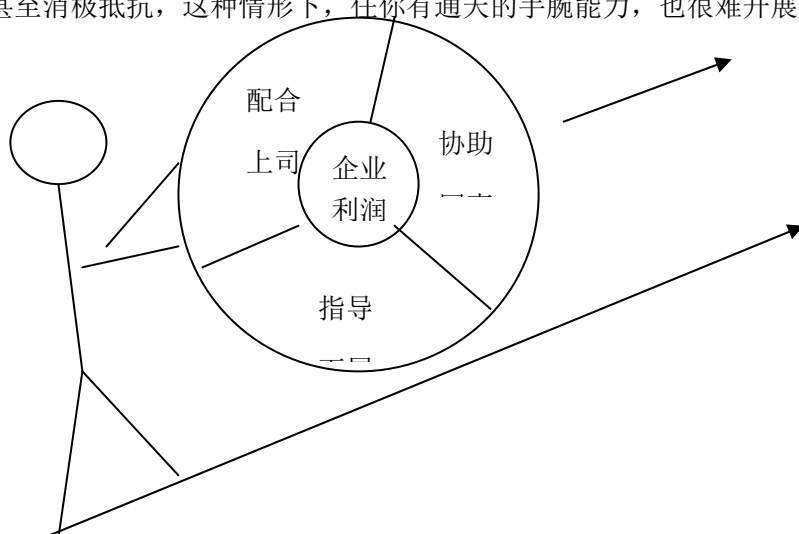 甚至消极抵抗，这种情形下，任你有通天的手腕能力，也很难开展
配合
上司
协助
企业
利润
指导